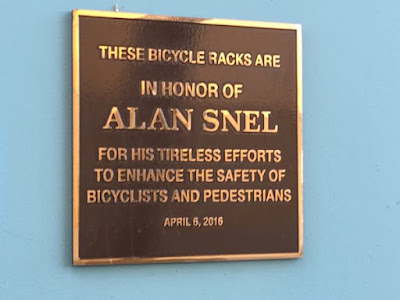 THESE BICYCLE RACKS ARE
IN HONOR OF
ALAN SNEL
FOR HIS TIRELESS EFFORTS
TO ENHANCE THE SAFETY OF
BICYCLISTS AND PEDESTRIANS
APRIL 6, 2016